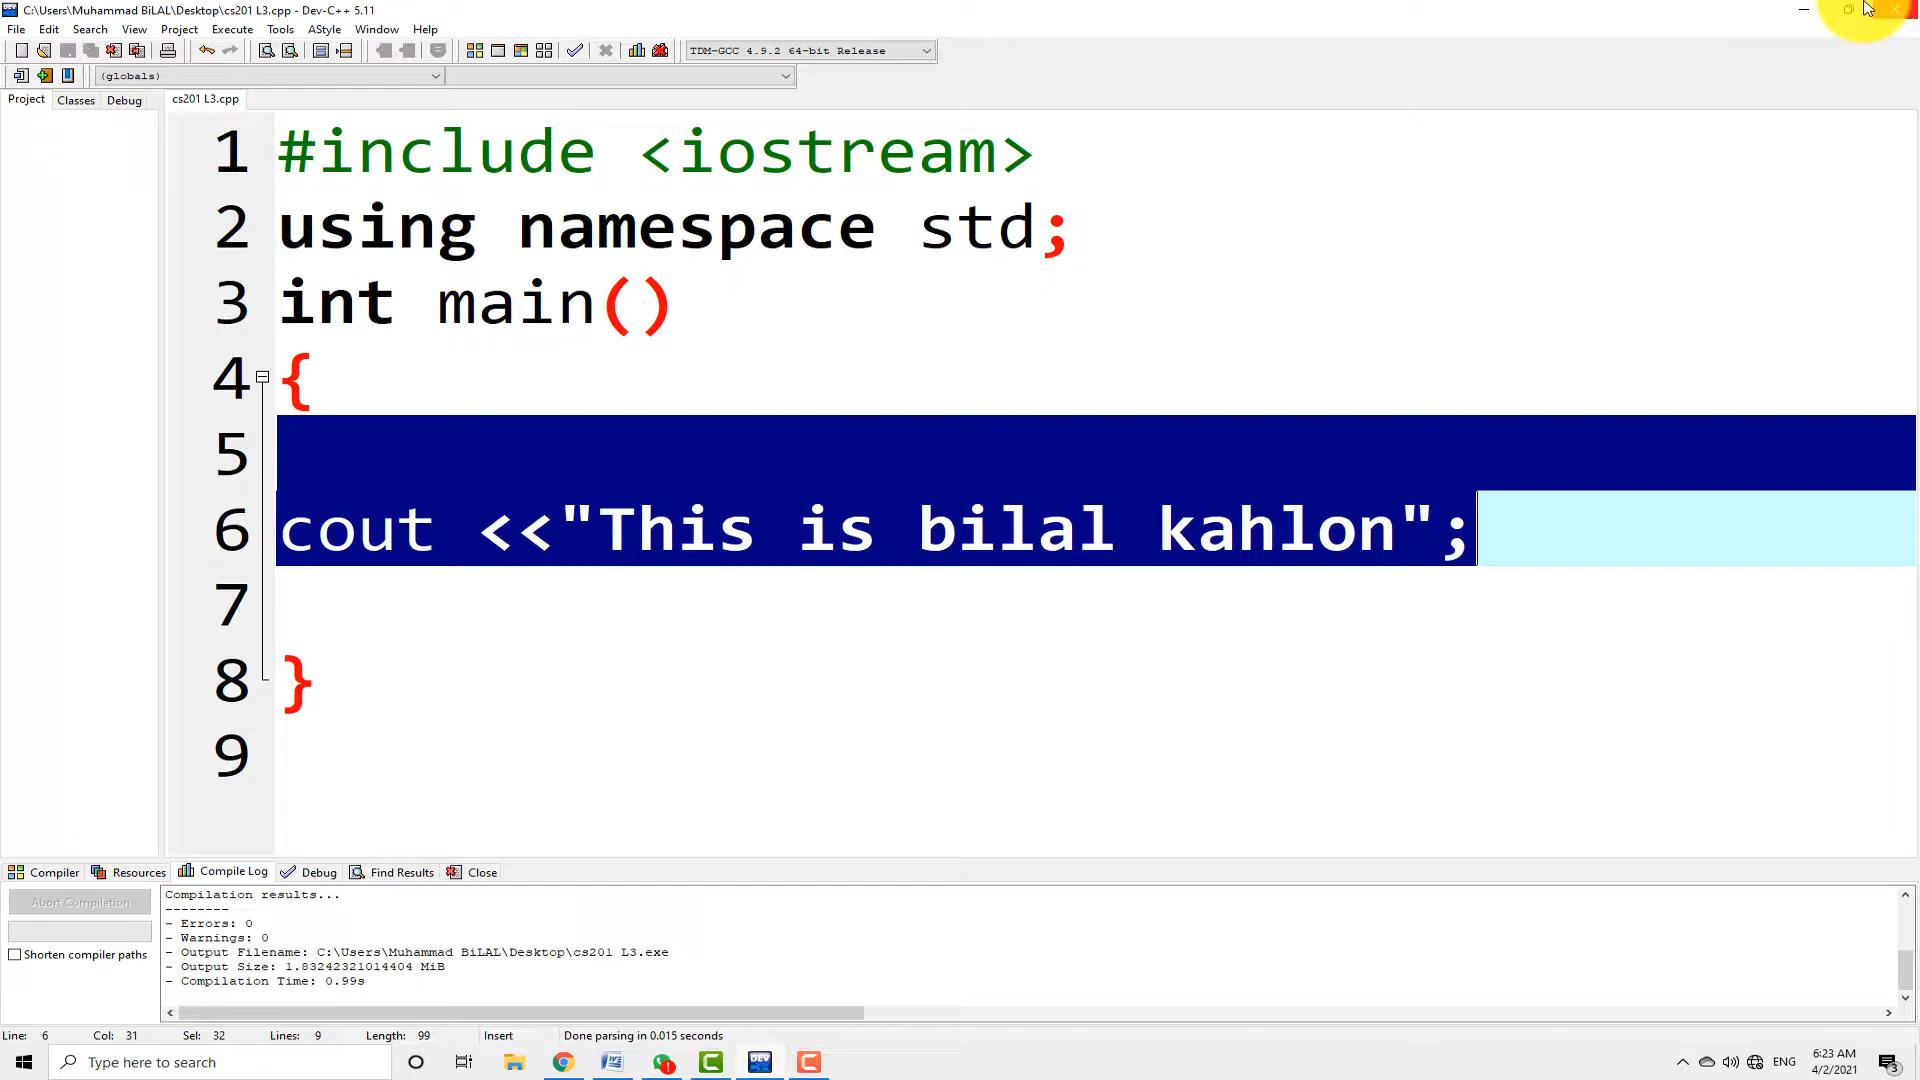 C:\Users\Muhammad BiLAL\Desktop\cs201 L3.cpp - Dev-C++ 5.11
File Edit Search View Project Execute Tools AStyle Window Help
TDM-GCC 4.9.2 64-bit Release
(globals)
Project Classes Debug cs201 L3.cpp
1 #include <iostream>
2 using namespace std;
3 int main()
4 {
5
6 cout <<"This is bilal kahlon";
7
8 }
9
Compiler Resources Compile Log Debug Find Results Close
Abort Compilation
Shorten compiler paths
Compilation results...
--------
- Errors: 0
- Warnings: 0
- Output Filename: C:\Users\Muhammad BiLAL\Desktop\cs201 L3.exe
- Output Size: 1.83242321014404 MiB
- Compilation Time: 0.99s
Line: 6 Col: 31 Sel: 32 Lines: 9 Length: 99 Insert Done parsing in 0.015 seconds
Type here to search
DEV
ENG
6:23 AM
4/2/2021
3